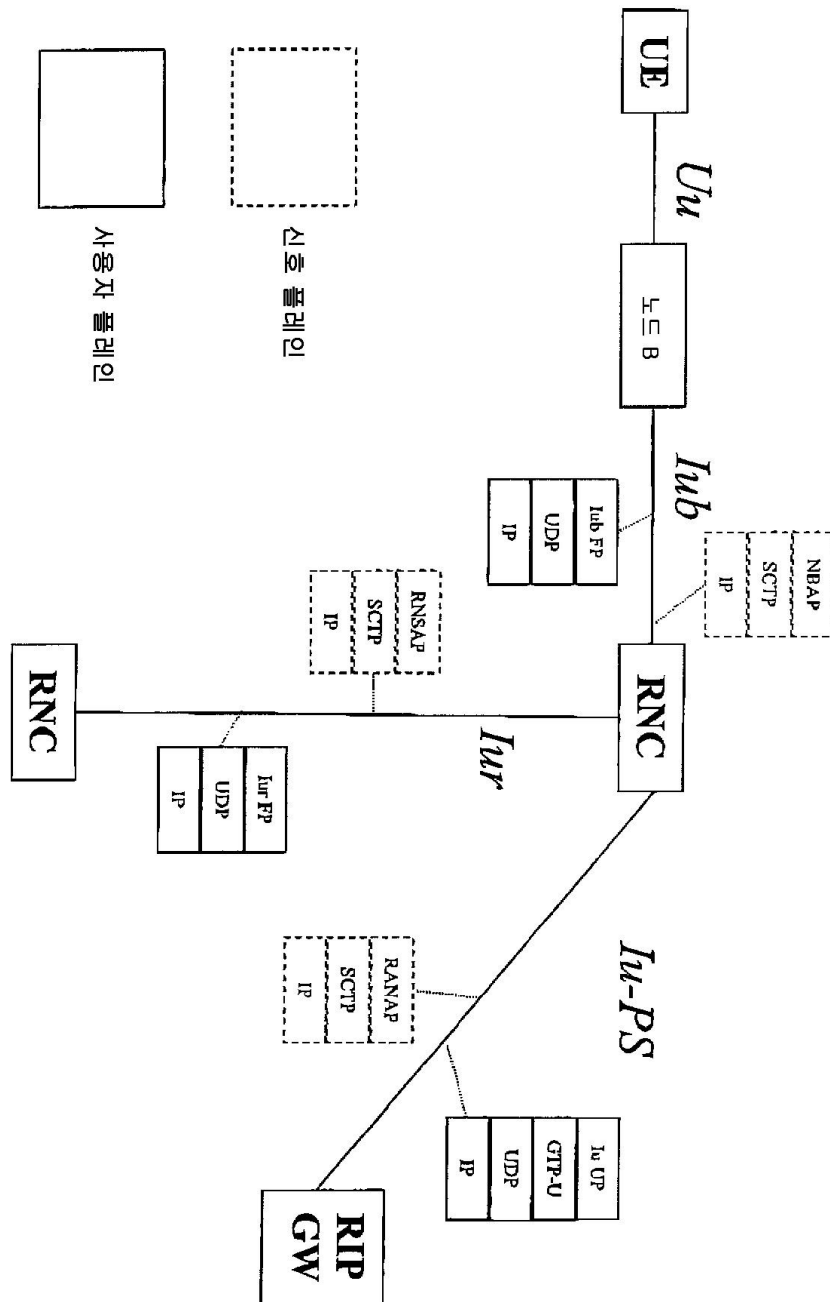 UE
Uu
노드 B
Iub
NBAP
SCTP
IP
Iub FP
UDP
IP
RNC
Iur
RNSAP
SCTP
IP
Iur FP
UDP
IP
RNC
Iu-PS
RANAP
SCTP
IP
Iu UP
GTP-U
UDP
IP
RIP
GW
신호 플레인
사용자 플레인